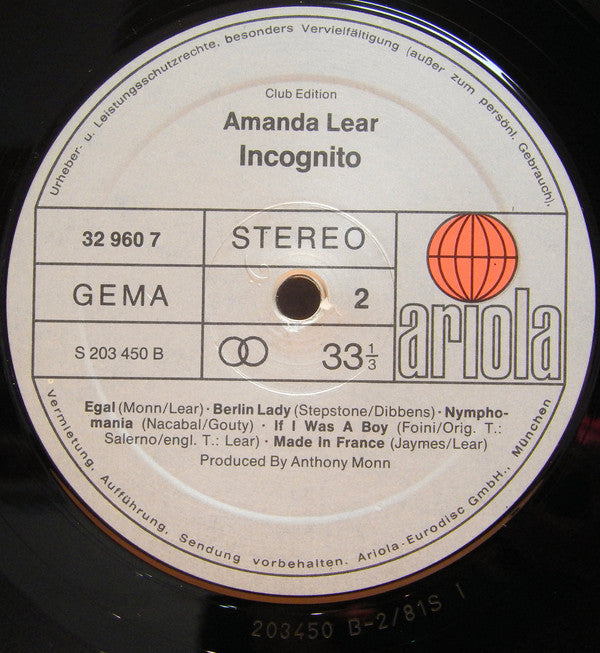 Urheber- u. Leistungsschutzrechte, besonders Vervielfältigung (außer zum persönl. Gebrauch),
Club Edition
Amanda Lear
Incognito
32 960 7
STEREO
GEMA
2
ariola
S 203 450 B
33 1/3
Egal (Monn/Lear) · Berlin Lady (Stepstone/Dibbens) · Nympho-
mania (Nacabal/Gouty) · If I Was A Boy (Foini/Orig. T.:
Salerno/engl. T.: Lear) · Made in France (Jaymes/Lear)
Produced By Anthony Monn
Vermietung, Aufführung, Sendung vorbehalten. Ariola-Eurodisc GmbH., München
203450 B-2/81S I